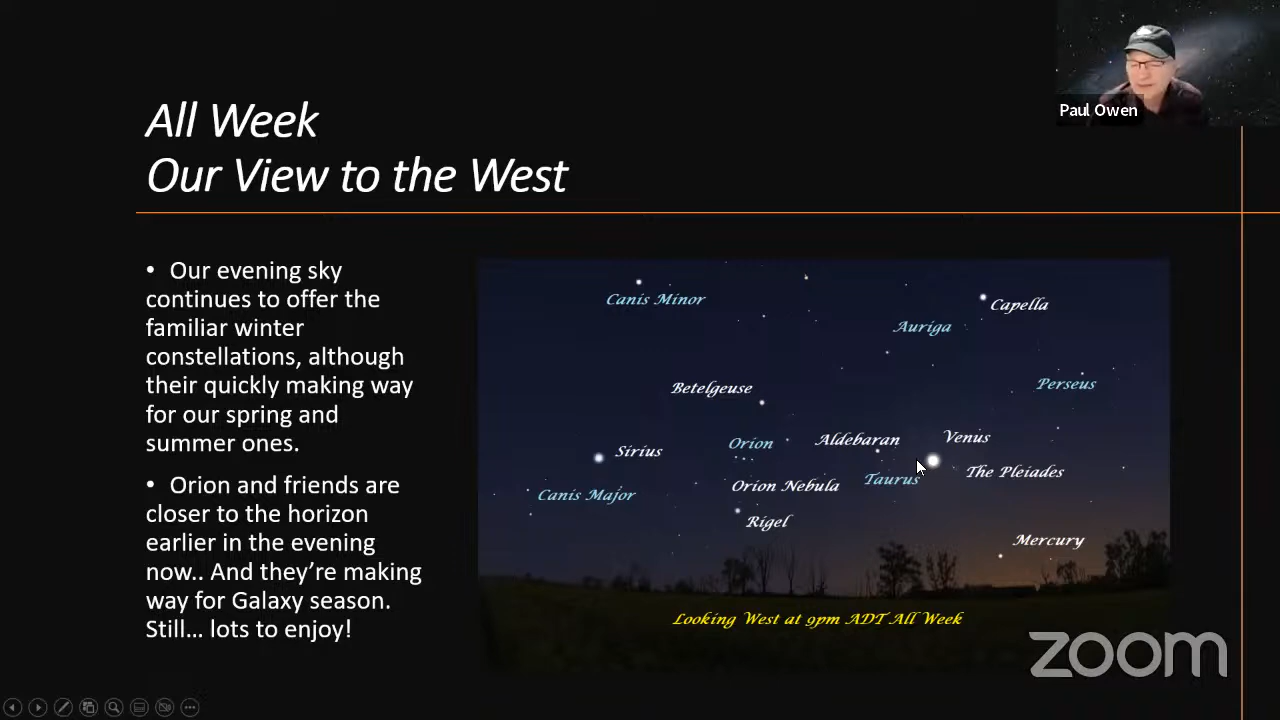 Paul Owen
All Week
Our View to the West
• Our evening sky
continues to offer the
familiar winter
constellations, although
their quickly making way
for our spring and
summer ones.
• Orion and friends are
closer to the horizon
earlier in the evening
now.. And they’re making
way for Galaxy season.
Still… lots to enjoy!
Canis Minor
Capella
Auriga
Perseus
Betelgeuse
Orion
Aldebaran
Venus
Sirius
The Pleiades
Taurus
Orion Nebula
Canis Major
Rigel
Mercury
Looking West at 9pm ADT All Week
zoom